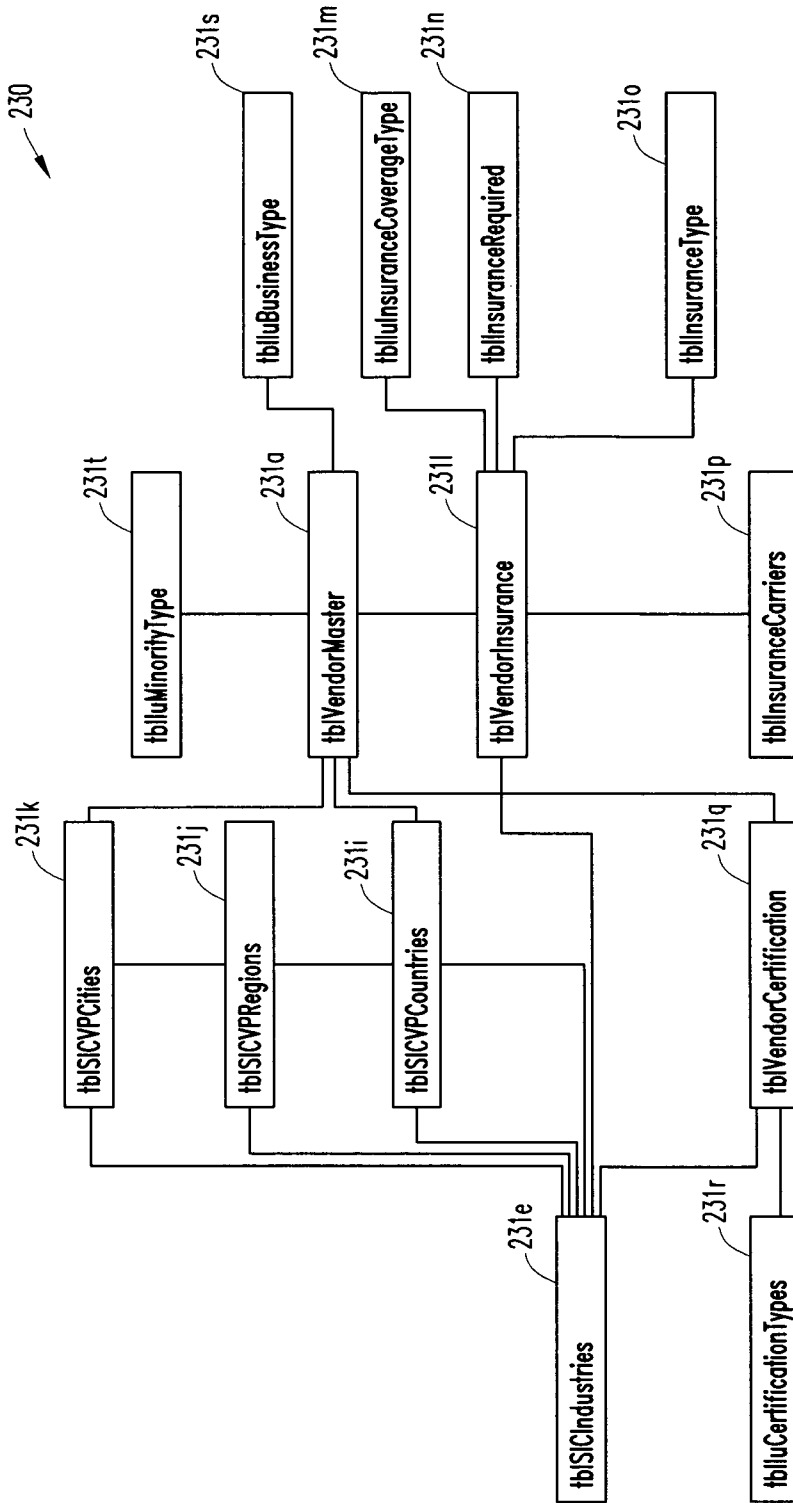 230
231s
tblluBusinessType
231m
tblluInsuranceCoverageType
231n
tblInsuranceRequired
231o
tblInsuranceType
231t
tblluMinorityType
231a
tblVendorMaster
231l
tblVendorInsurance
231p
tblInsuranceCarriers
231k
tblSICVPCities
231j
tblSICVPRegions
231i
tblSICVPCountries
231q
tblVendorCertification
231e
tblSICIndustries
231r
tblluCertificationTypes